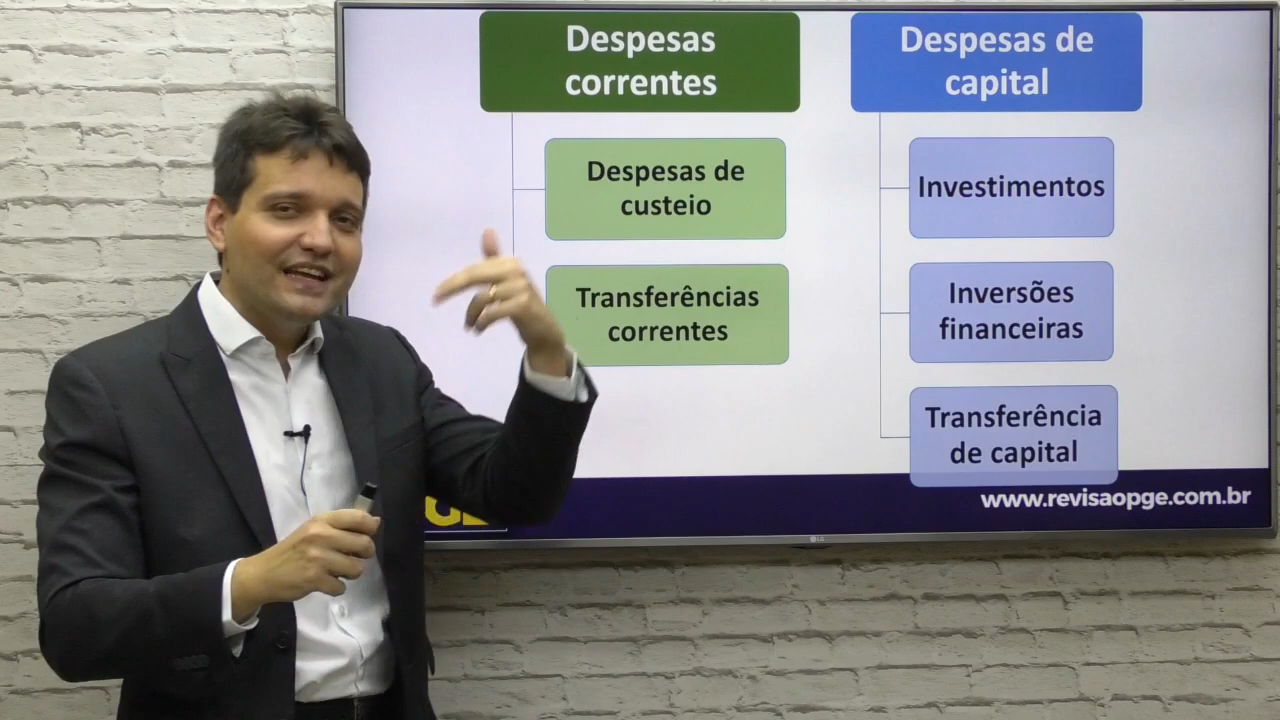 Despesas
correntes
Despesas de
custeio
Transferências
correntes
Despesas de
capital
Investimentos
Inversões
financeiras
Transferência
de capital
www.revisaopge.com.br
LG